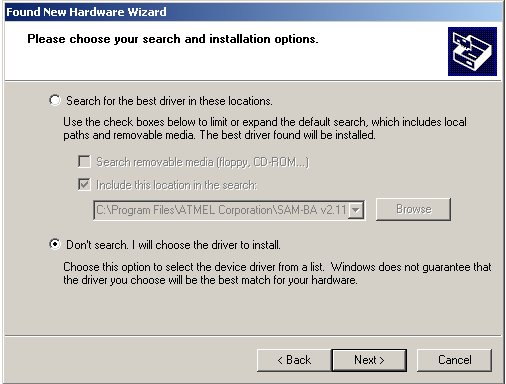 Found New Hardware Wizard
Please choose your search and installation options.
Search for the best driver in these locations.
Use the check boxes below to limit or expand the default search, which includes local
paths and removable media. The best driver found will be installed.
Search removable media (floppy, CD-ROM...)
Include this location in the search:
C:\Program Files\ATMEL Corporation\SAM-BA v2.11
Browse
Don't search. I will choose the driver to install.
Choose this option to select the device driver from a list. Windows does not guarantee that
the driver you choose will be the best match for your hardware.
< Back
Next >
Cancel